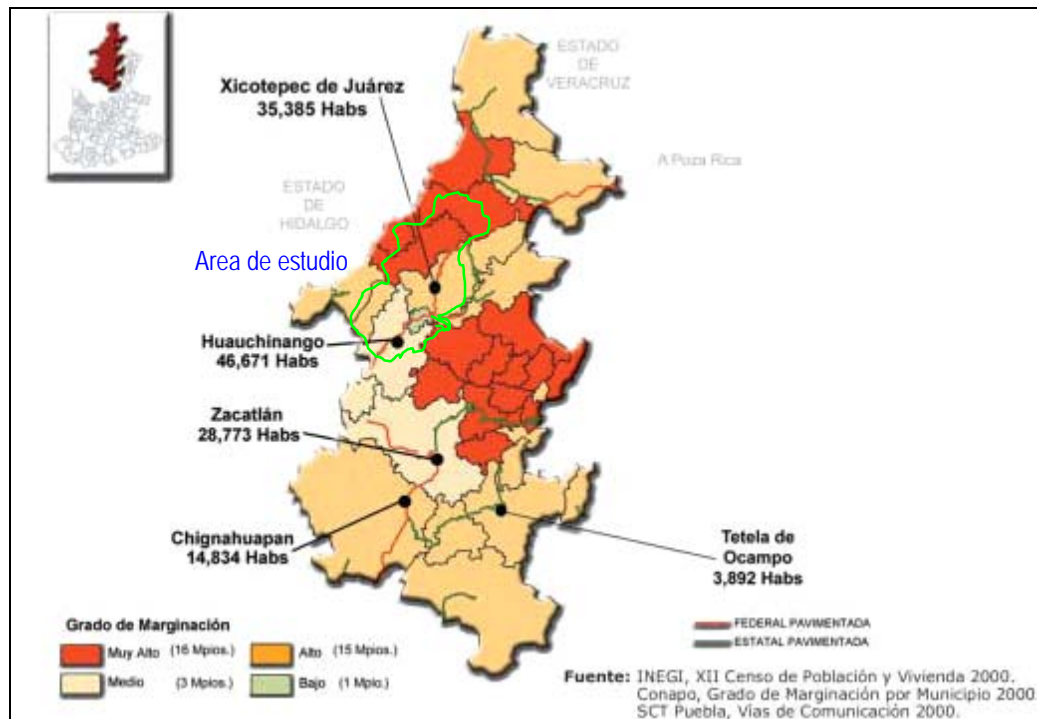 ESTADO
DE
VERACRUZ
Xicotepec de Juárez
35,385 Habs
A Poza Rica
ESTADO
DE
HIDALGO
Area de estudio
Huauchinango
46,671 Habs
Zacatlán
28,773 Habs
Chignahuapan
14,834 Habs
Tetela de
Ocampo
3,892 Habs
Grado de Marginación
Muy Alto (16 Mpios.)
Alto (15 Mpios.)
Medio (3 Mpios.)
Bajo (1 Mpio.)
FEDERAL PAVIMENTADA
ESTATAL PAVIMENTADA
Fuente: INEGI, XII Censo de Población y Vivienda 2000.
Conapo, Grado de Marginación por Municipio 2000.
SCT Puebla, Vías de Comunicación 2000.